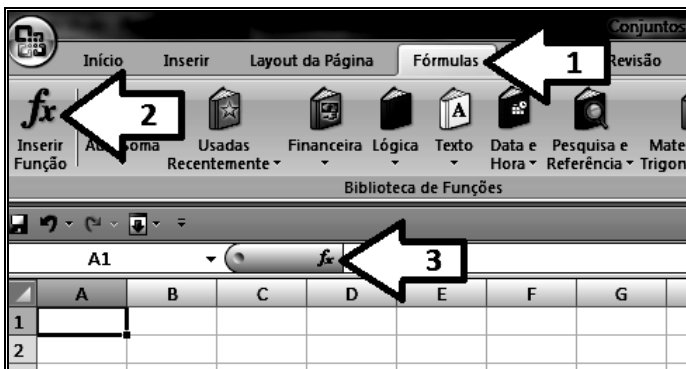 Conjuntos
Início Inserir Layout da Página Fórmulas 1 Revisão
fx 2
Inserir Função Soma Usadas Recentemente Financeira Lógica Texto Data e Hora Pesquisa e Referência
Biblioteca de Funções
A1 fx 3
A B C D E F G
1
2